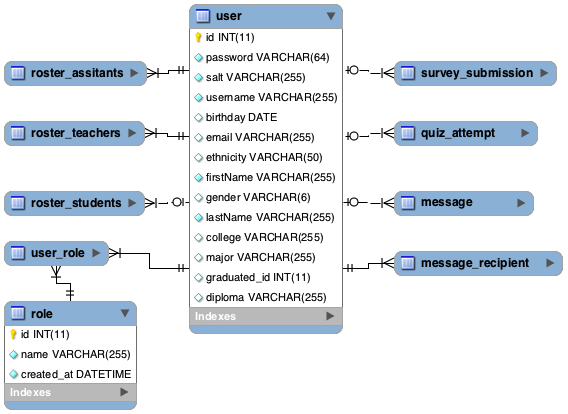 user
id INT(11)
password VARCHAR(64)
salt VARCHAR(255)
username VARCHAR(255)
birthday DATE
email VARCHAR(255)
ethnicity VARCHAR(50)
firstName VARCHAR(255)
gender VARCHAR(6)
lastName VARCHAR(255)
college VARCHAR(255)
major VARCHAR(255)
graduated_id INT(11)
diploma VARCHAR(255)
Indexes
roster_assitants
roster_teachers
roster_students
user_role
role
id INT(11)
name VARCHAR(255)
created_at DATETIME
Indexes
survey_submission
quiz_attempt
message
message_recipient